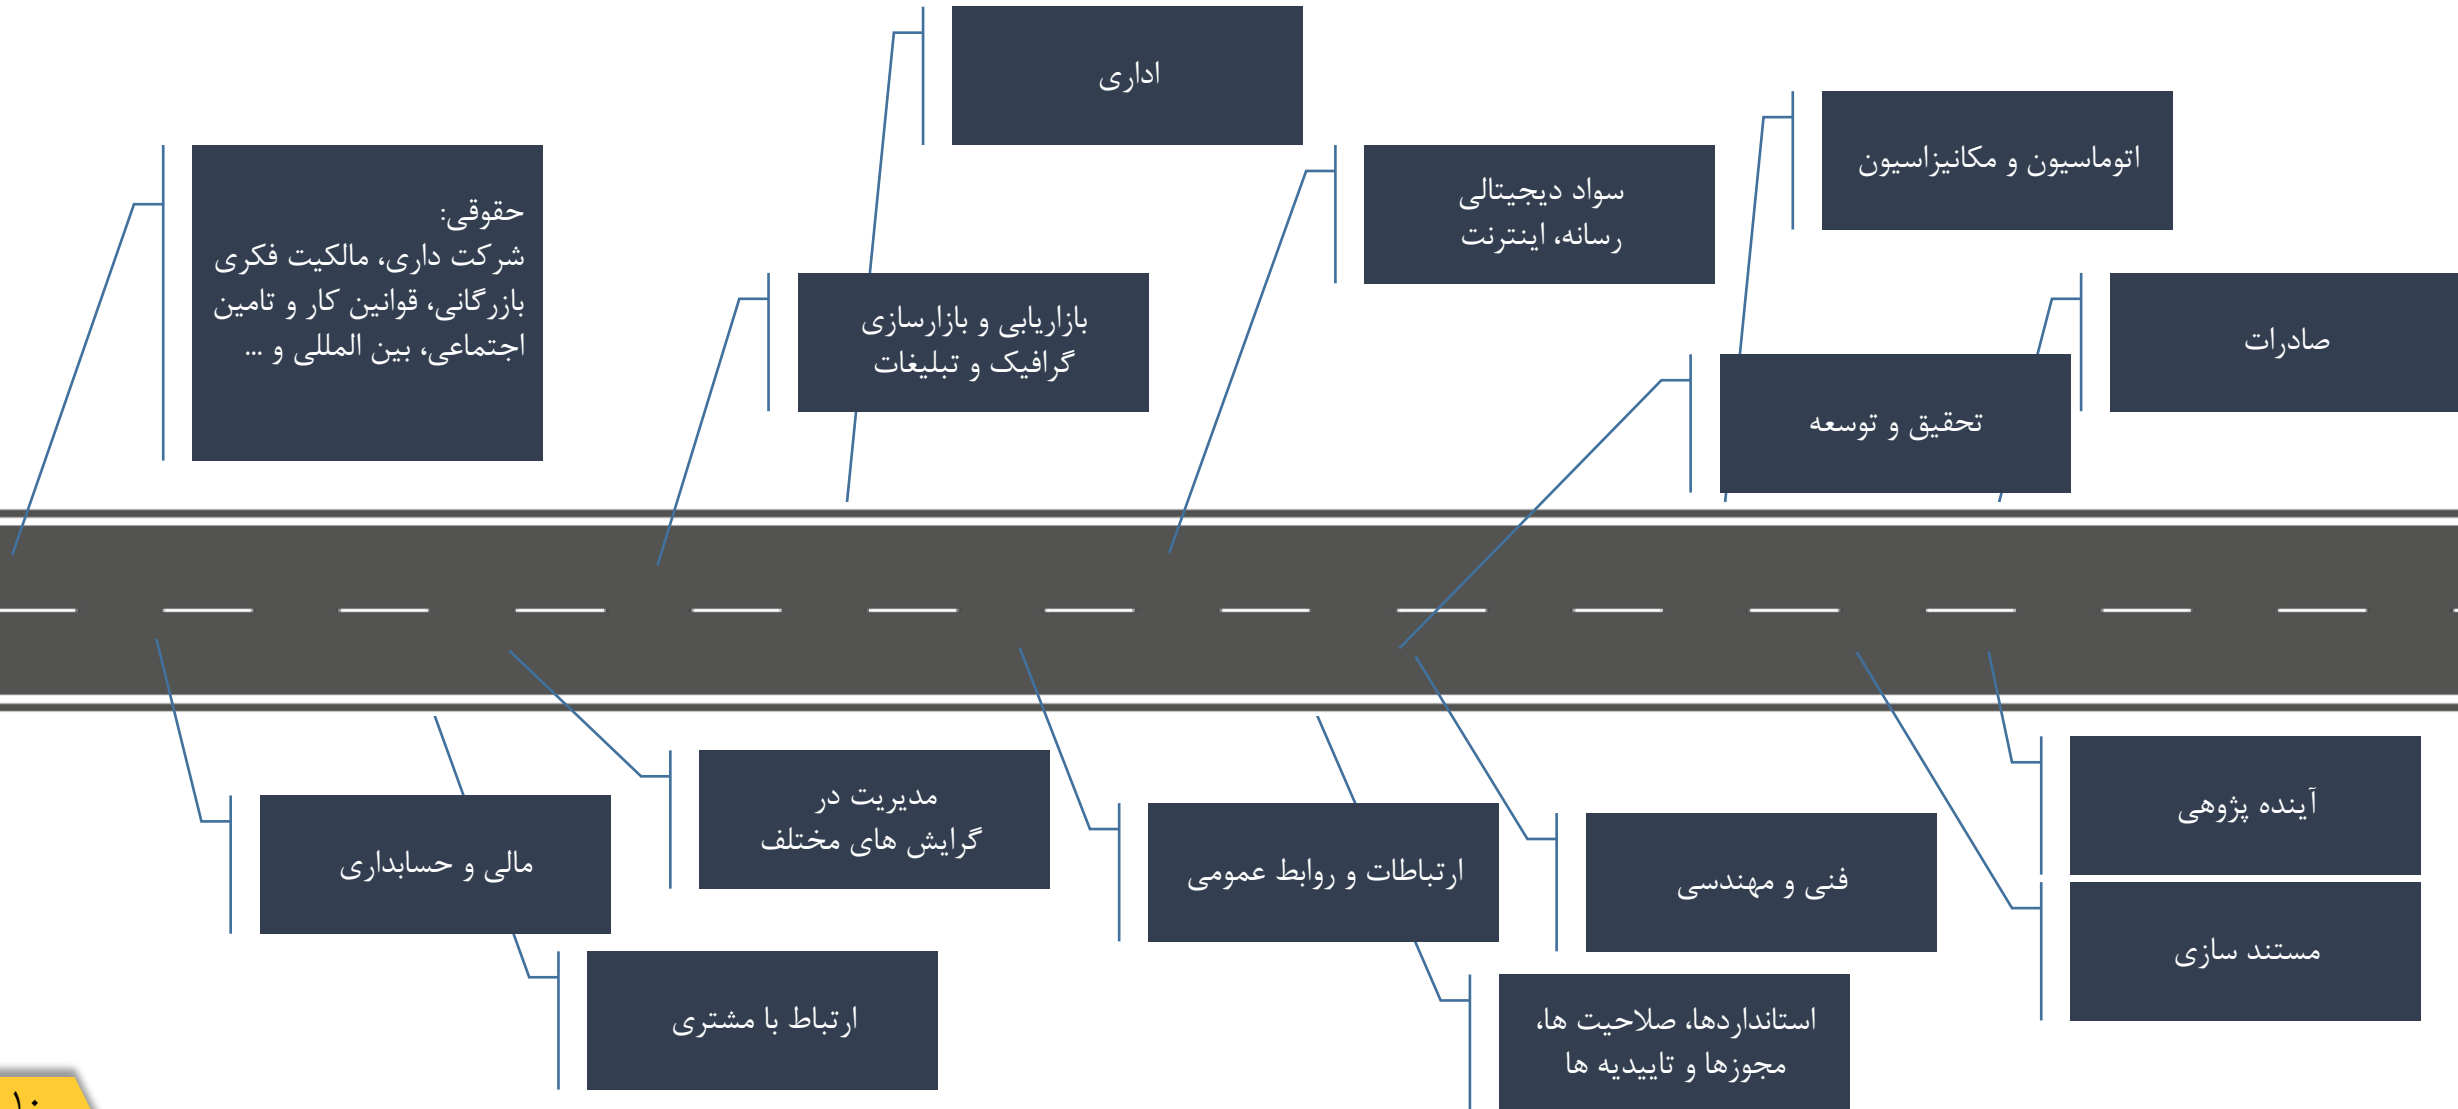 اداری
اتوماسیون و مکانیزاسیون
حقوقی:
شرکت داری، مالکیت فکری
بازرگانی، قوانین کار و تامین
اجتماعی، بین المللی و ...
سواد دیجیتالی
رسانه، اینترنت
بازاریابی و بازارسازی
گرافیک و تبلیغات
صادرات
تحقیق و توسعه
آینده پژوهی
مدیریت در
گرایش های مختلف
مالی و حسابداری
ارتباطات و روابط عمومی
فنی و مهندسی
مستند سازی
ارتباط با مشتری
استانداردها، صلاحیت ها،
مجوزها و تاییدیه ها
۱۰